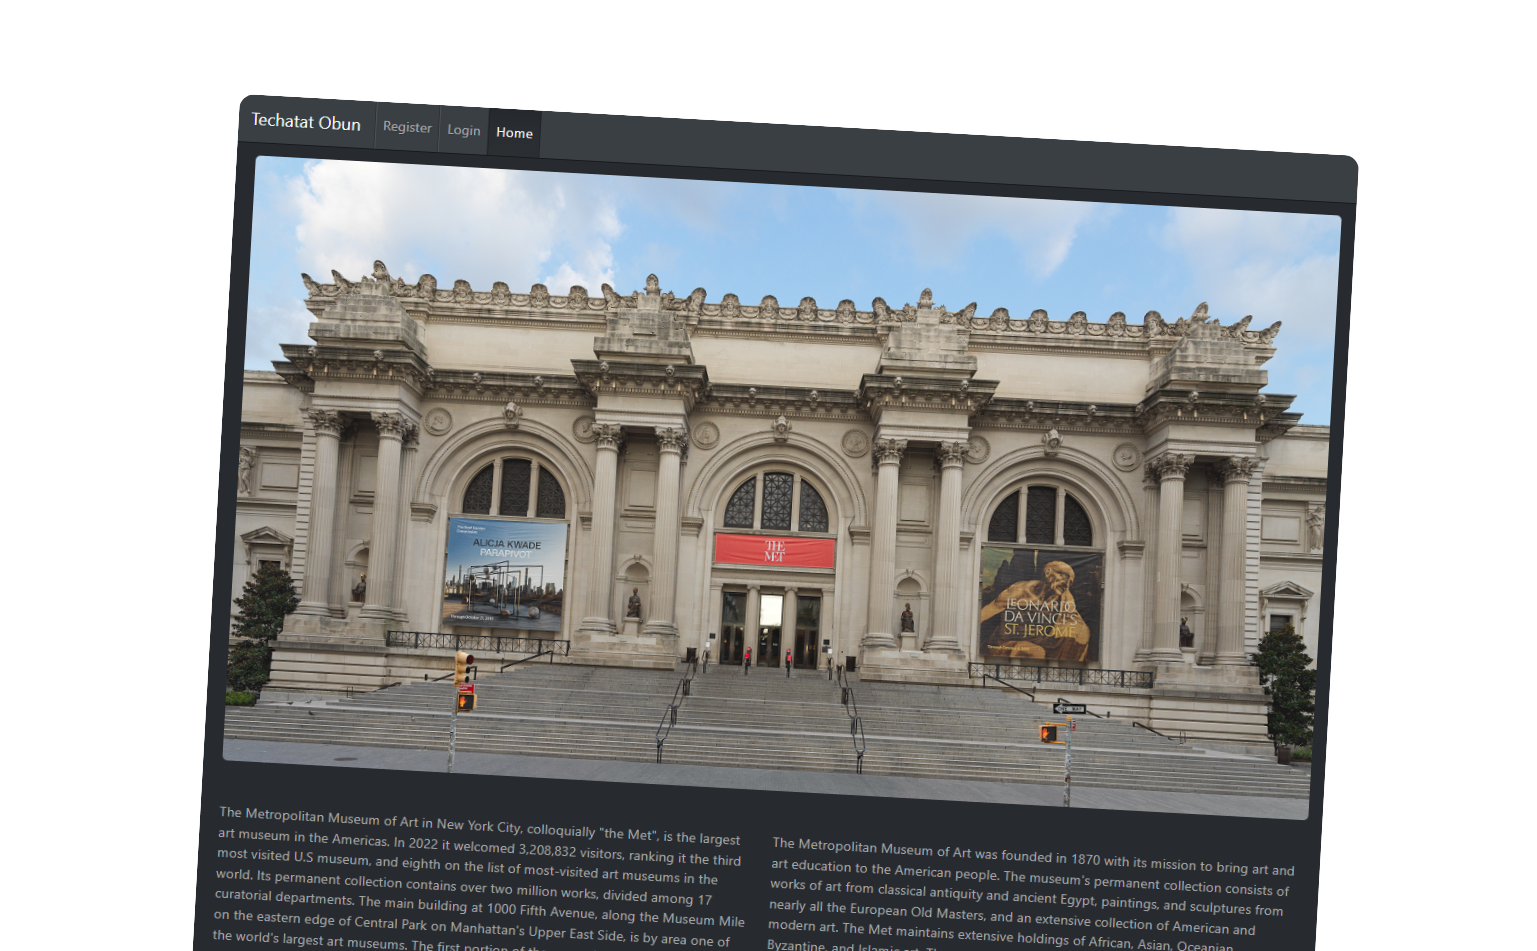 Techatat Obun Register Login Home
ALICJA KWADE
PARAPIVOT
THE
MET
LEONARDO
DA VINCI'S
ST. JEROME
The Metropolitan Museum of Art in New York City, colloquially "the Met", is the largest
art museum in the Americas. In 2022 it welcomed 3,208,832 visitors, ranking it the third
most visited U.S museum, and eighth on the list of most-visited art museums in the
world. Its permanent collection contains over two million works, divided among 17
curatorial departments. The main building at 1000 Fifth Avenue, along the Museum Mile
on the eastern edge of Central Park on Manhattan's Upper East Side, is by area one of
the world's largest art museums. The first portion of
The Metropolitan Museum of Art was founded in 1870 with its mission to bring art and
art education to the American people. The museum's permanent collection consists of
works of art from classical antiquity and ancient Egypt, paintings, and sculptures from
nearly all the European Old Masters, and an extensive collection of American and
modern art. The Met maintains extensive holdings of African, Asian, Oceanian,
Byzantine, and Islamic art.